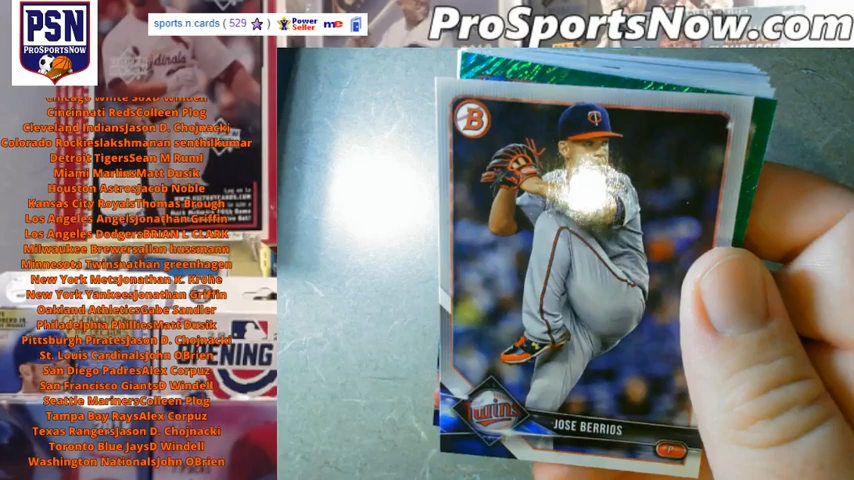 PSN
ProSportsNow
sports.n.cards ( 529
Power
Seller
me
ProSportsNow.com
Chicago White SoxD Windell
Cincinnati RedsColleen Plog
Cleveland IndiansJason D. Chojnacki
Colorado Rockieslakshmanan senthilkumar
Detroit TigersSean M Ruml
Miami MarlinsMatt Dusik
Houston AstrosJacob Noble
Kansas City RoyalsThomas Brough
Los Angeles AngelsJonathan Griffin
Los Angeles DodgersBRIAN L CLARK
Milwaukee Brewersallan hussmann
Minnesota Twinsnathan greenhagen
New York MetsJonathan K. Krohe
New York YankeesJonathan Griffin
Oakland AthleticsGabe Sandler
Philadelphia PhilliesMatt Dusik
Pittsburgh PiratesJason D. Chojnacki
St. Louis CardinalsJohn OBrien
San Diego PadresAlex Corpuz
San Francisco GiantsD Windell
Seattle MarinersColleen Plog
Tampa Bay RaysAlex Corpuz
Texas RangersJason D. Chojnacki
Toronto Blue JaysD Windell
Washington NationalsJohn OBrien
OPENING
B
Twins
JOSE BERRIOS
P